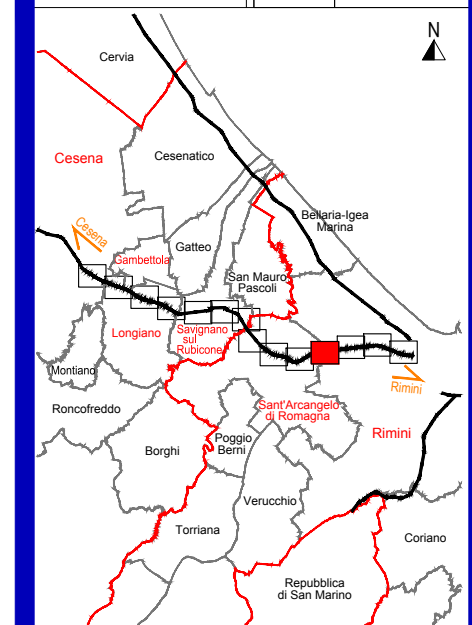 N
Cervia
Cesena
Cesenatico
Cesena
Bellaria-Igea
Marina
Gatteo
Gambettola
San Mauro
Pascoli
Longiano
Savignano
sul
Rubicone
Montiano
Rimini
Roncofreddo
Sant'Arcangelo
di Romagna
Rimini
Borghi
Poggio
Berni
Verucchio
Torriana
Coriano
Repubblica
di San Marino